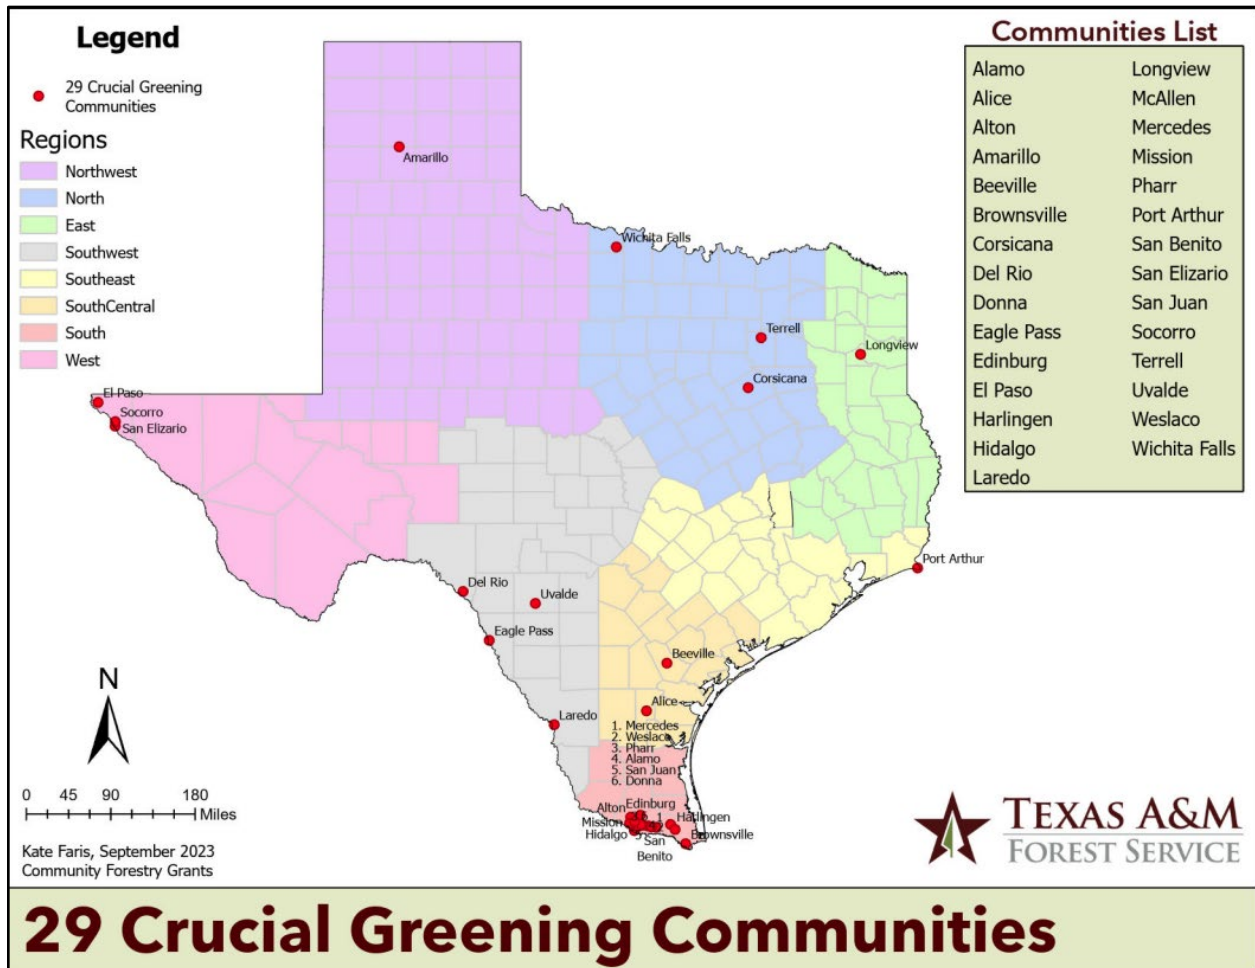 Legend
29 Crucial Greening
Communities
Regions
Northwest
North
East
Southwest
Southeast
SouthCentral
South
West
Communities List
Alamo
Alice
Alton
Amarillo
Beeville
Brownsville
Corsicana
Del Rio
Donna
Eagle Pass
Edinburg
El Paso
Harlingen
Hidalgo
Laredo
Longview
McAllen
Mercedes
Mission
Pharr
Port Arthur
San Benito
San Elizario
San Juan
Socorro
Terrell
Uvalde
Weslaco
Wichita Falls
Amarillo
Wichita Falls
Terrell
Longview
Corsicana
El Paso
Socorro
San Elizario
Port Arthur
Del Rio
Uvalde
Eagle Pass
Beeville
Alice
Laredo
1. Mercedes
2. Weslaco
3. Pharr
4. Alamo
5. San Juan
6. Donna
Alton
Edinburg
Mission
Hidalgo
1
Harlingen
San
Benito
Brownsville
N
0 45 90 180
Miles
Kate Faris, September 2023
Community Forestry Grants
TEXAS A&M
FOREST SERVICE
29 Crucial Greening Communities